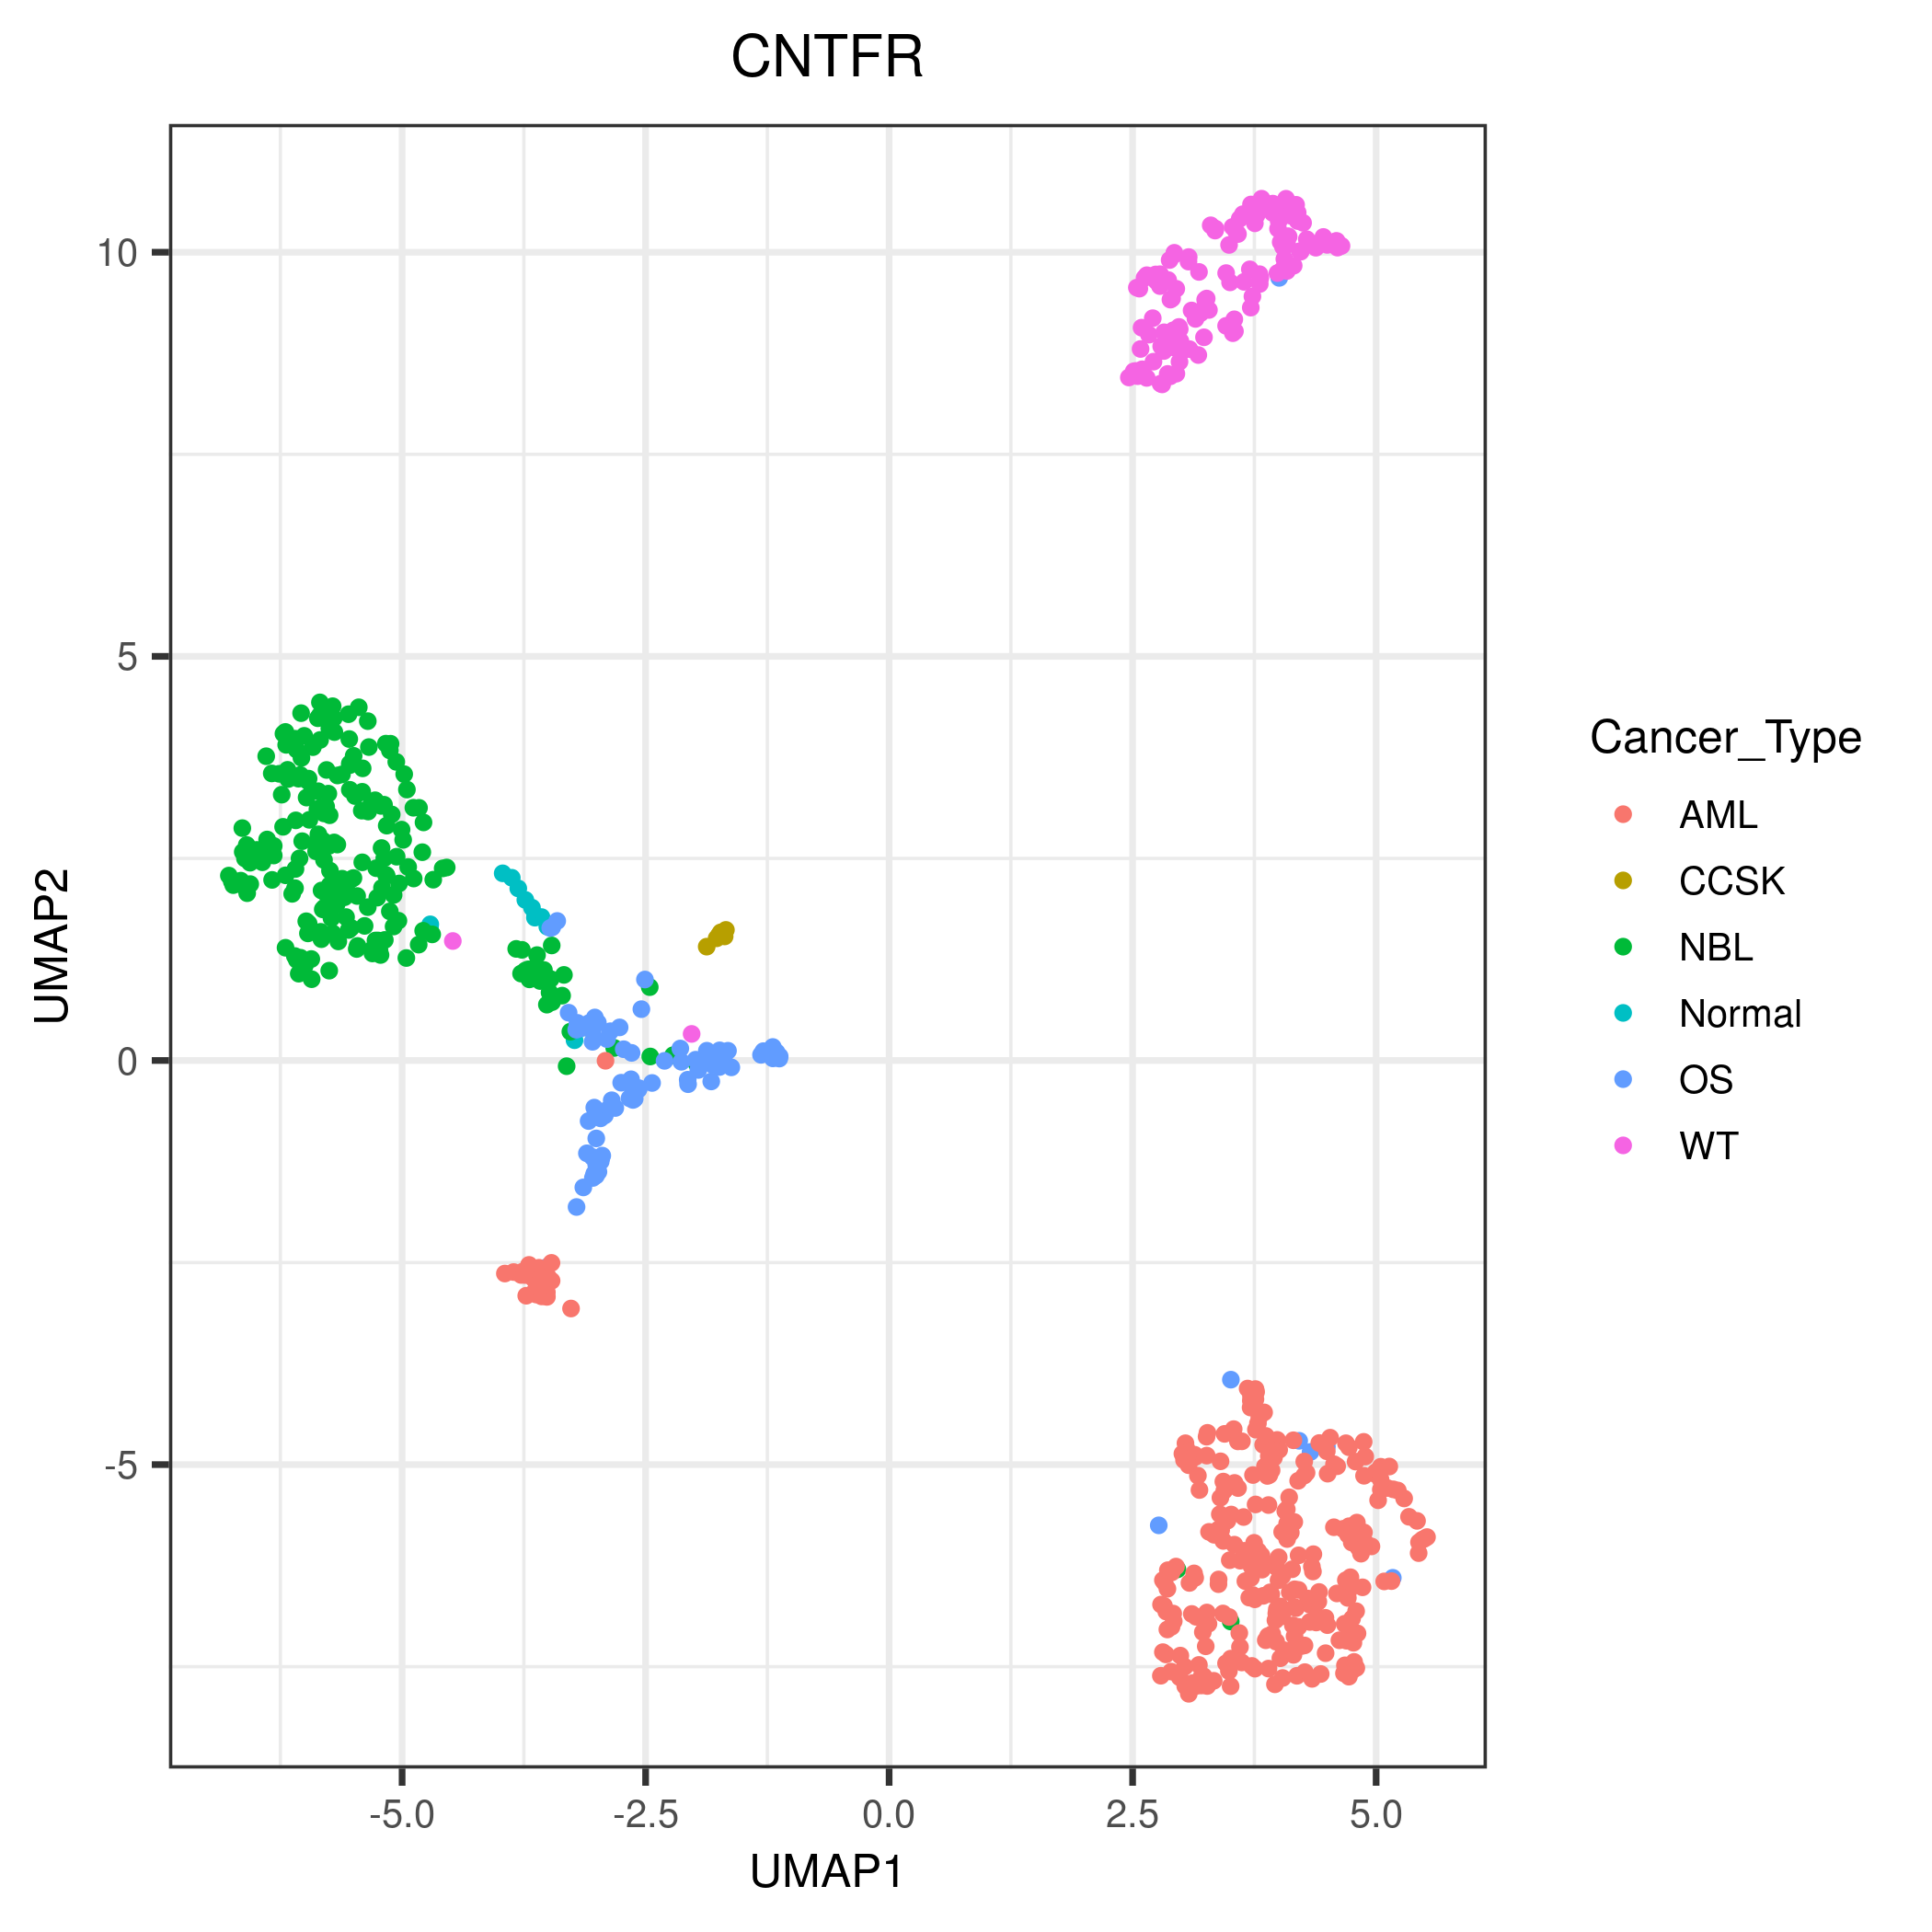 CNTFR
10
5
0
-5
UMAP2
-5.0
-2.5
0.0
2.5
5.0
UMAP1
Cancer_Type
AML
CCSK
NBL
Normal
OS
WT